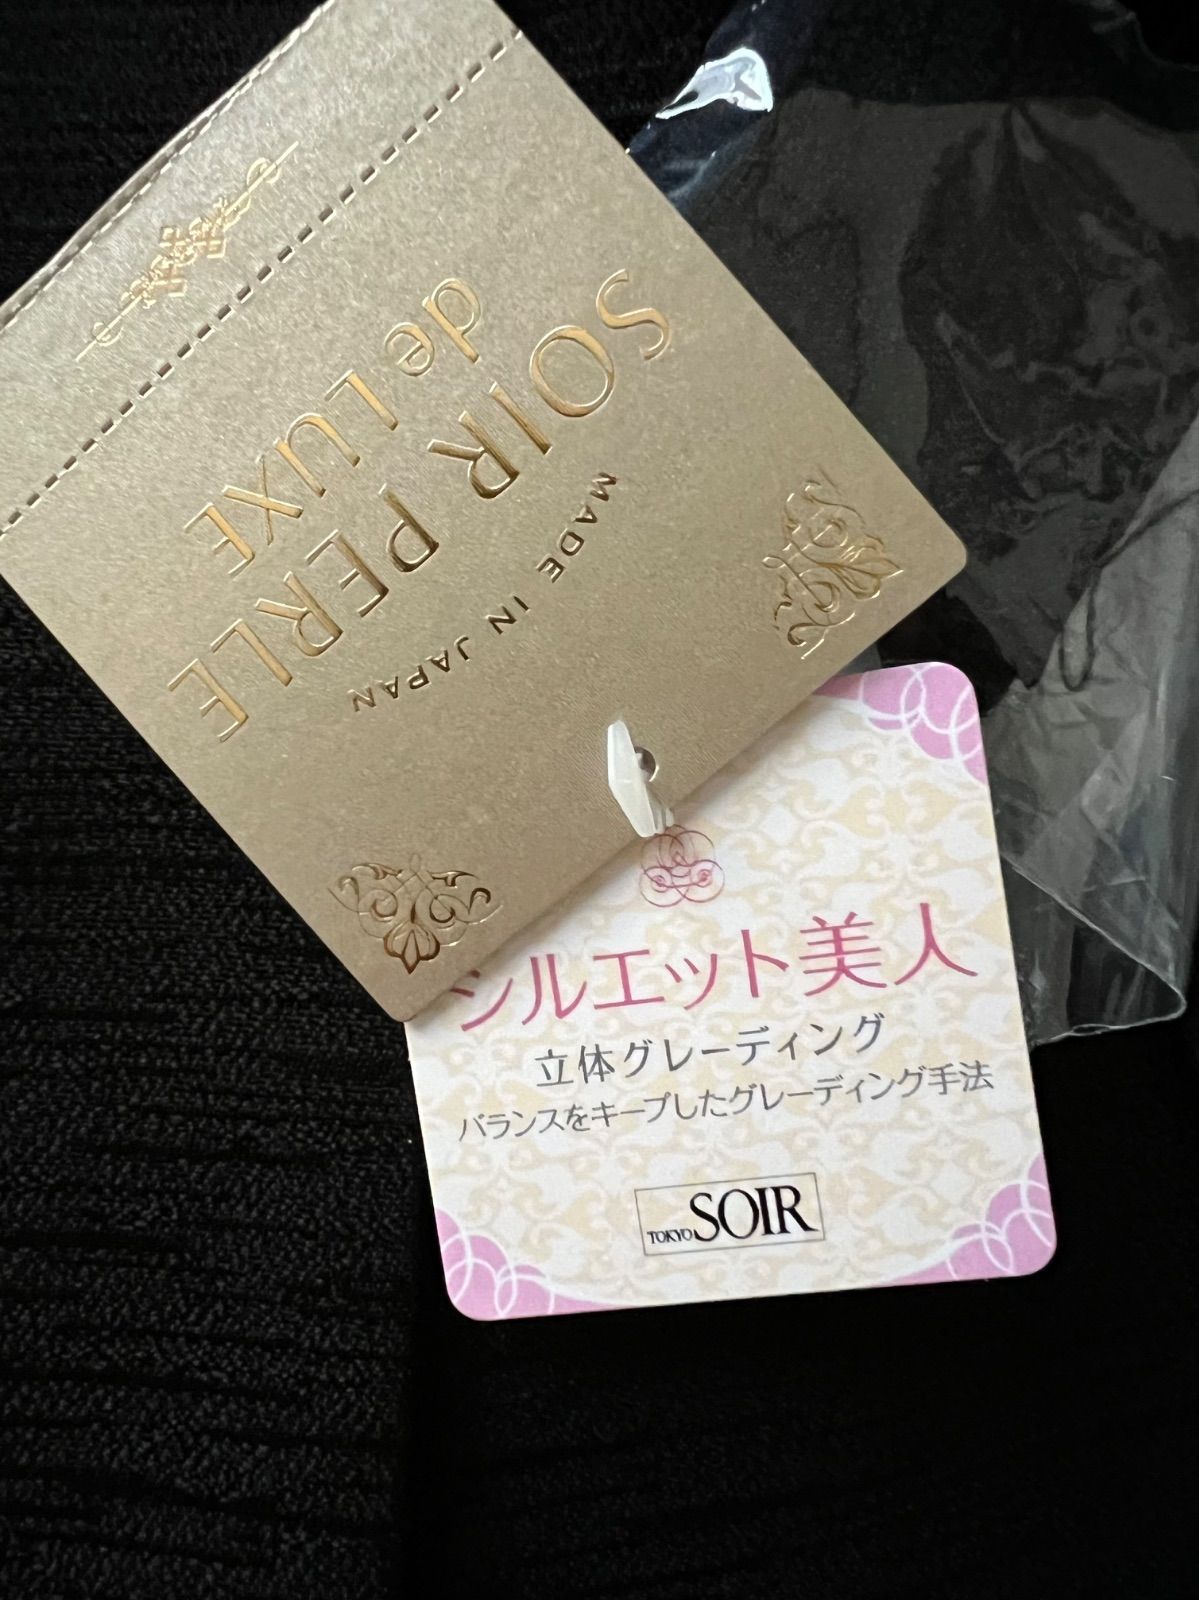 MADE IN JAPAN
SOIR PERLE
de LUXE
シルエット美人
立体グレーディング
バランスをキープしたグレーディング手法
TOKYO SOIR